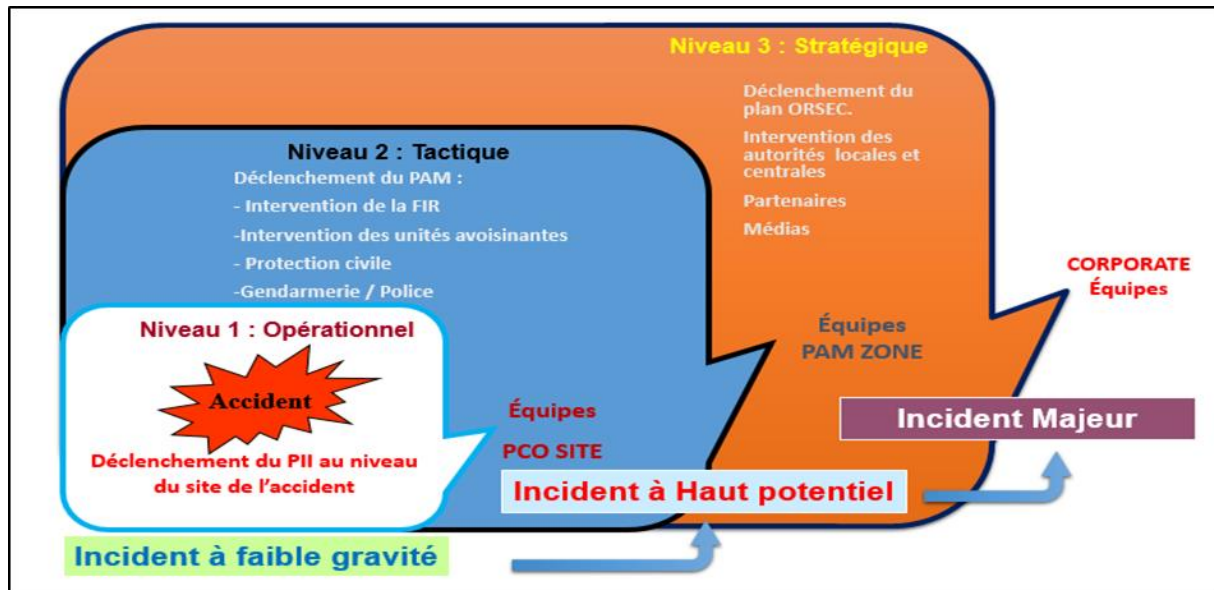 Niveau 3 : Stratégique
Déclenchement du
plan ORSEC.
Intervention des
autorités locales et
centrales
Partenaires
Médias
Niveau 2 : Tactique
Déclenchement du PAM :
- Intervention de la FIR
-Intervention des unités avoisinantes
- Protection civile
-Gendarmerie / Police
Niveau 1 : Opérationnel
Accident
Déclenchement du PII au niveau
du site de l’accident
Équipes
PCO SITE
Équipes
PAM ZONE
CORPORATE
Équipes
Incident à faible gravité
Incident à Haut potentiel
Incident Majeur